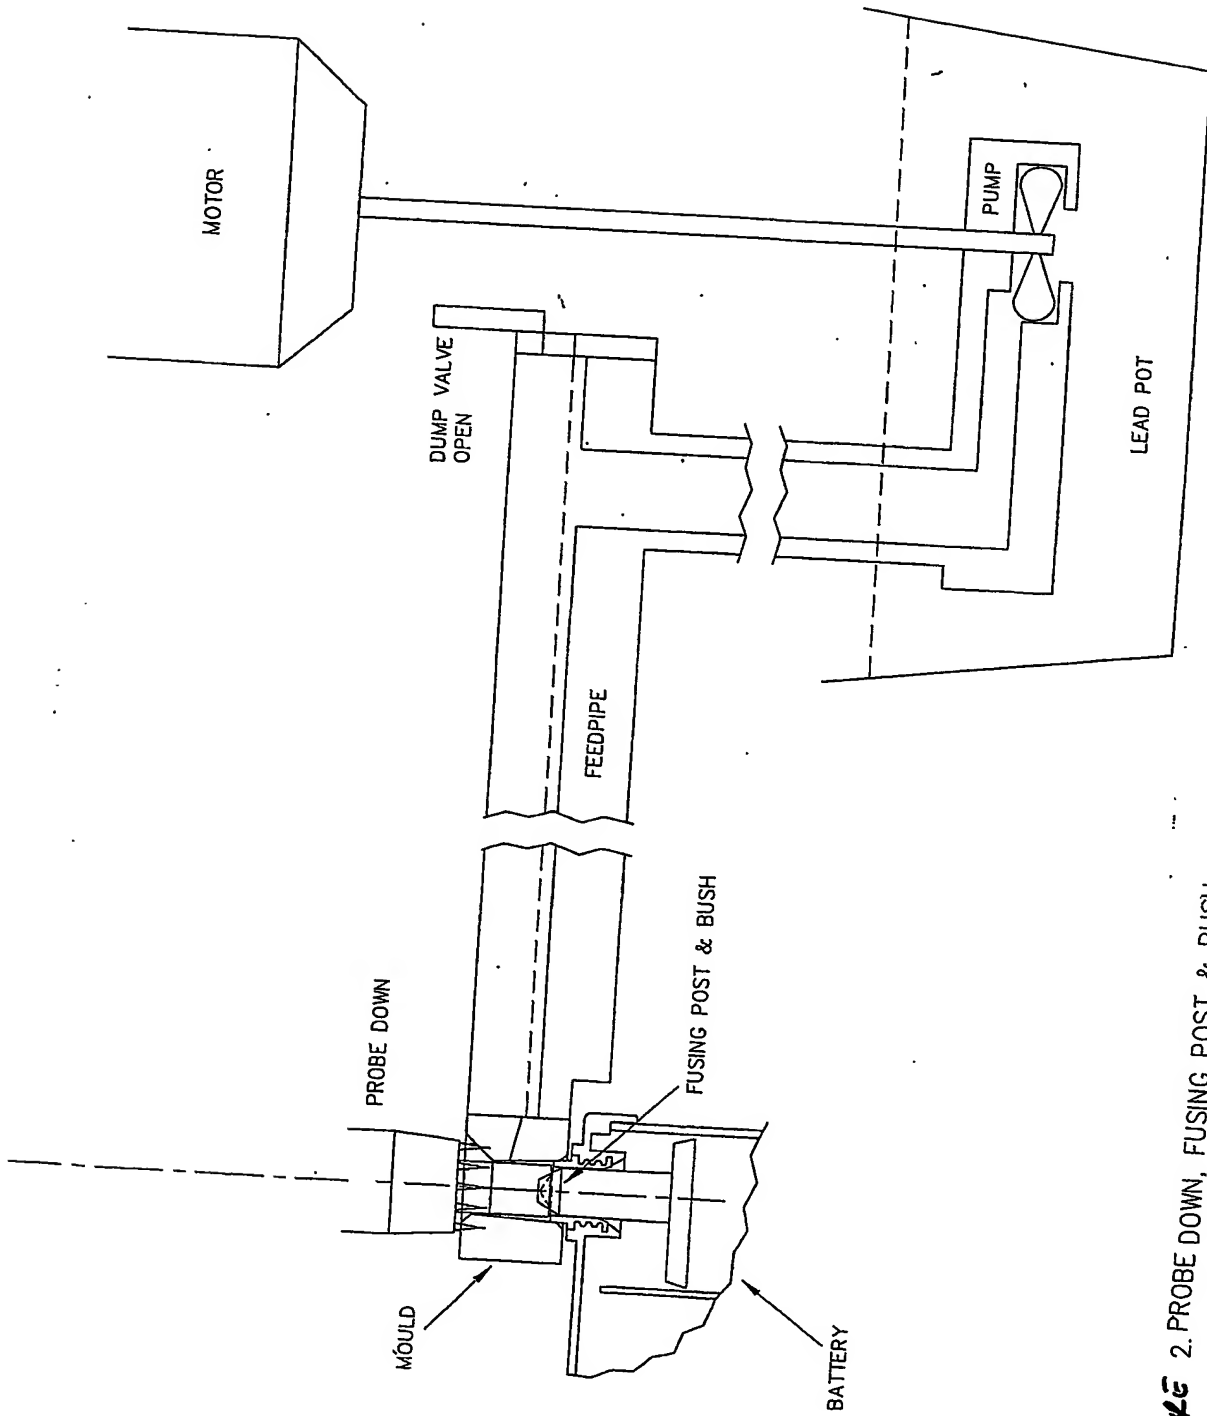 MOTOR
DUMP VALVE
OPEN
PUMP
LEAD POT
FEEDPIPE
PROBE DOWN
FUSING POST & BUSH
MOULD
BATTERY
2. PROBE DOWN, FUSING POST & BUSH